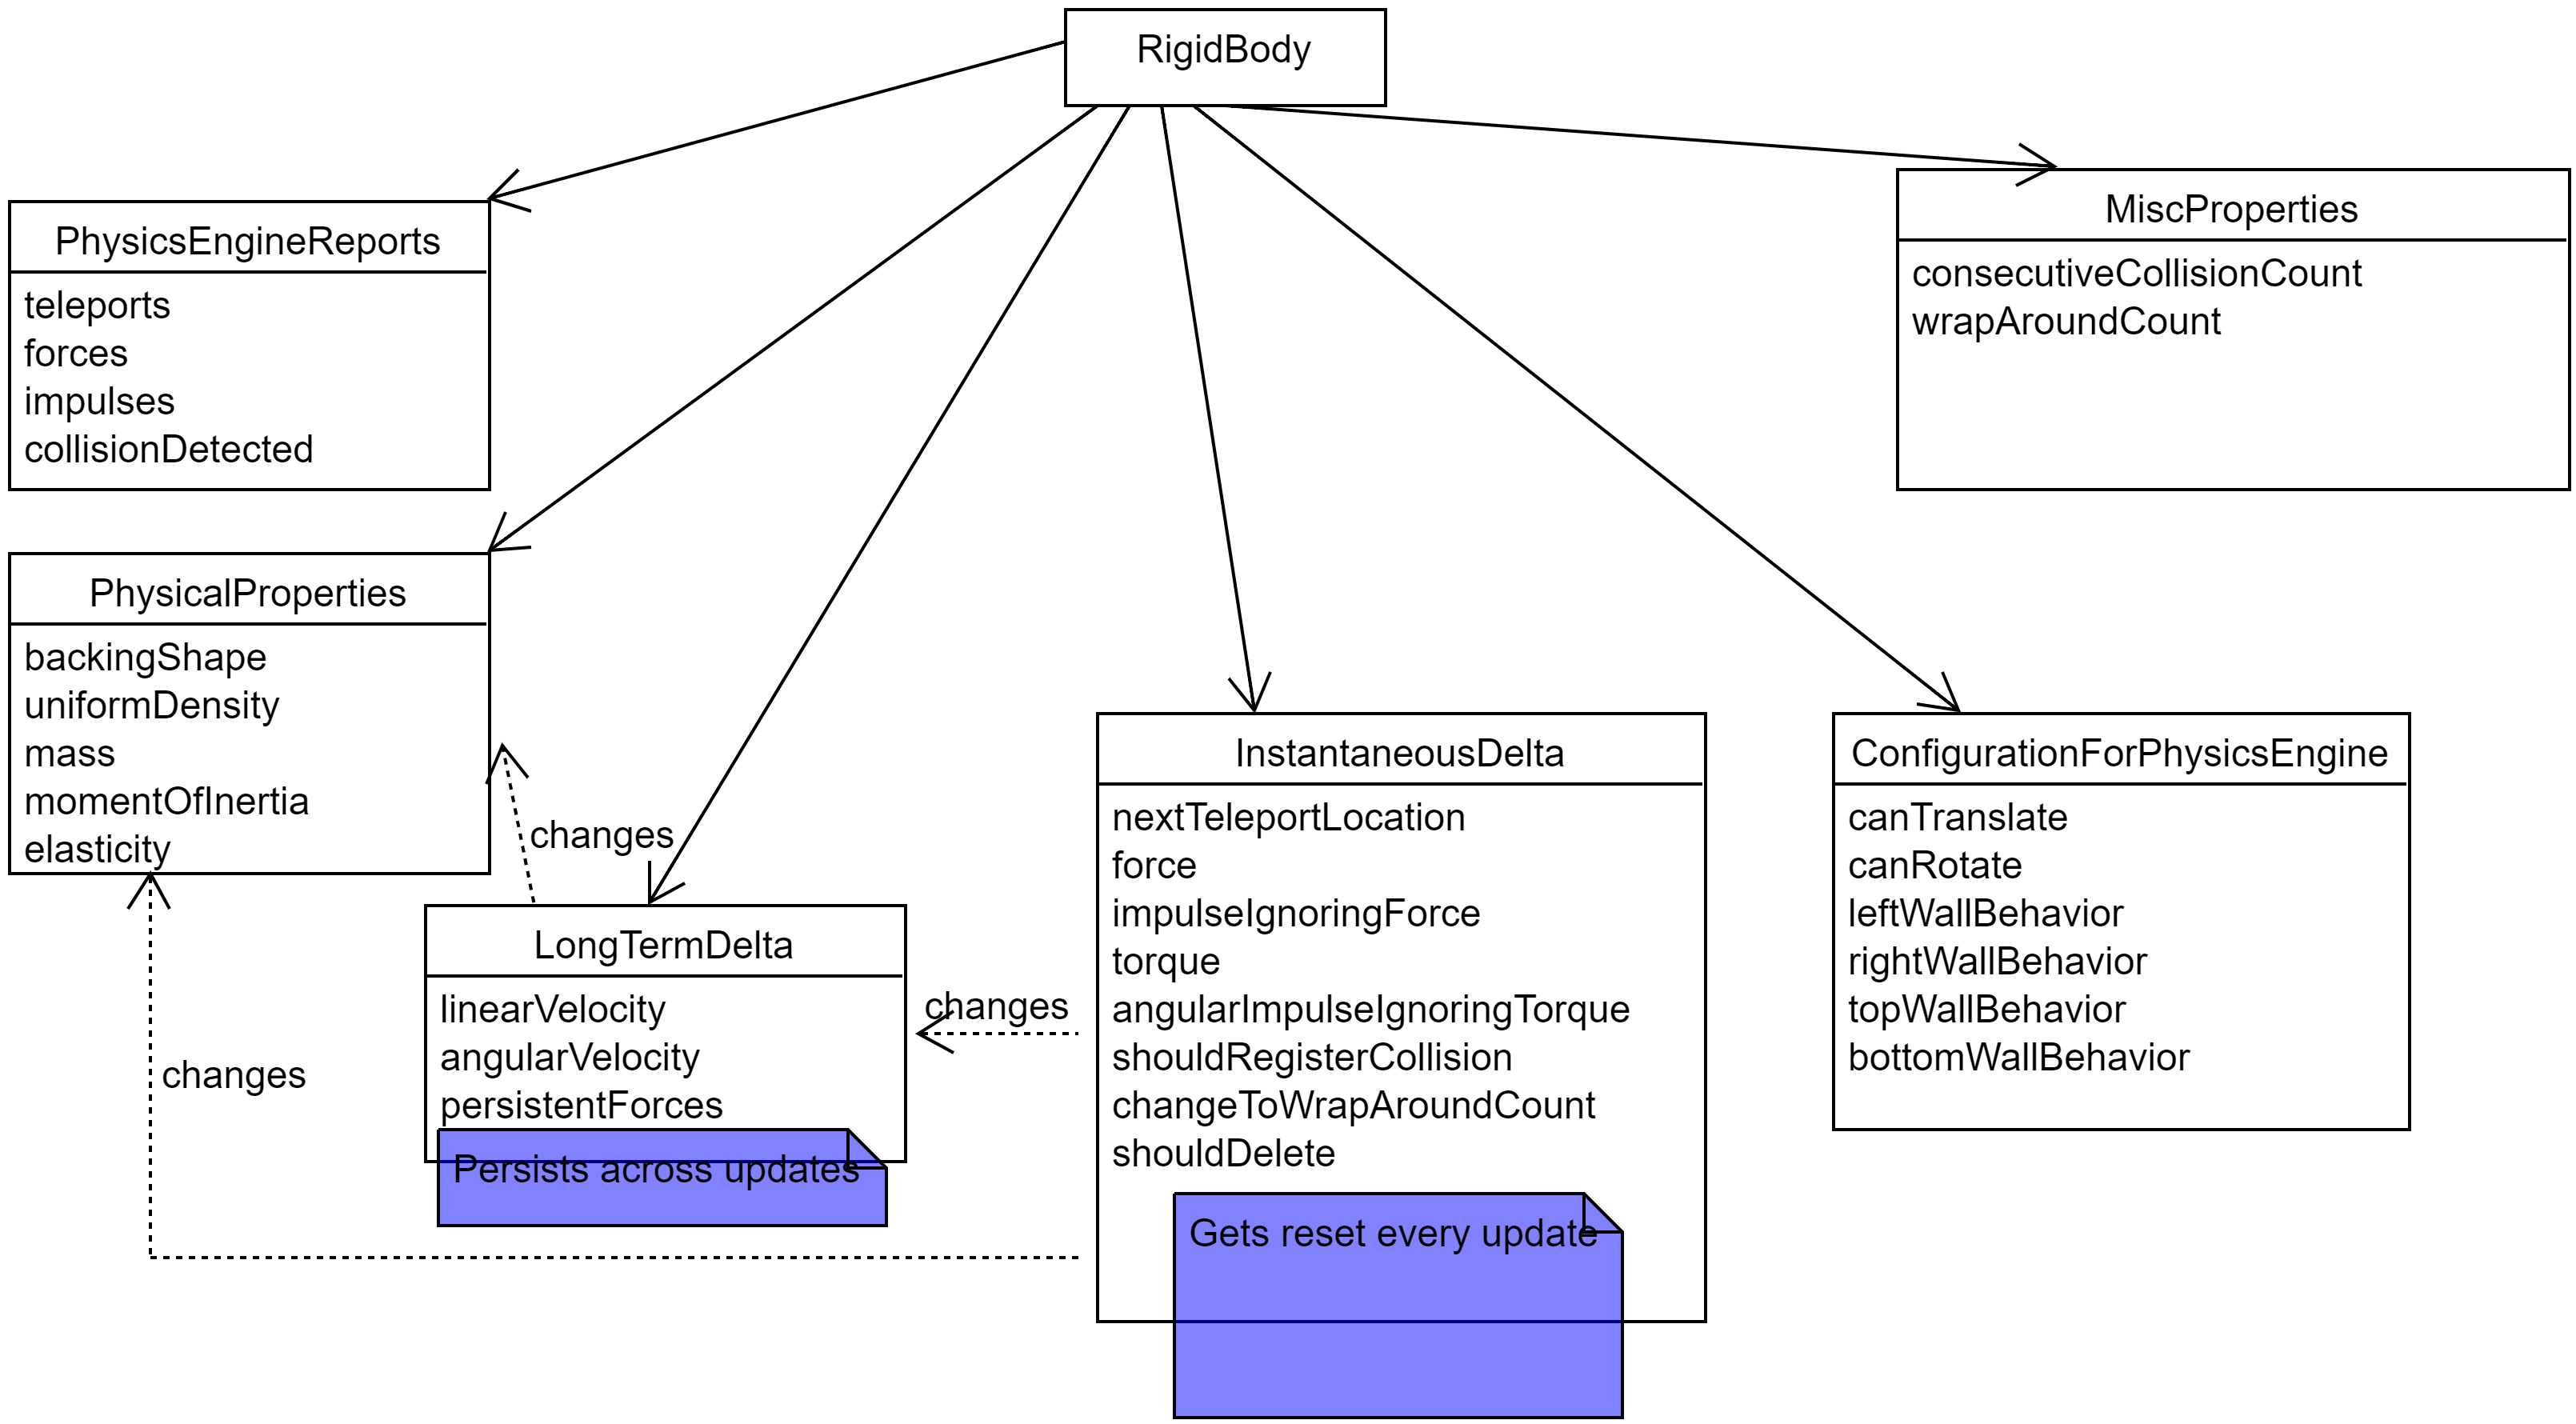 RigidBody
PhysicsEngineReports
teleports
forces
impulses
collisionDetected
MiscProperties
consecutiveCollisionCount
wrapAroundCount
PhysicalProperties
backingShape
uniformDensity
mass
momentOfInertia
elasticity
changes
LongTermDelta
linearVelocity
angularVelocity
persistentForces
Persists across updates
changes
changes
InstantaneousDelta
nextTeleportLocation
force
impulseIgnoringForce
torque
angularImpulseIgnoringTorque
shouldRegisterCollision
changeToWrapAroundCount
shouldDelete
Gets reset every update
ConfigurationForPhysicsEngine
canTranslate
canRotate
leftWallBehavior
rightWallBehavior
topWallBehavior
bottomWallBehavior